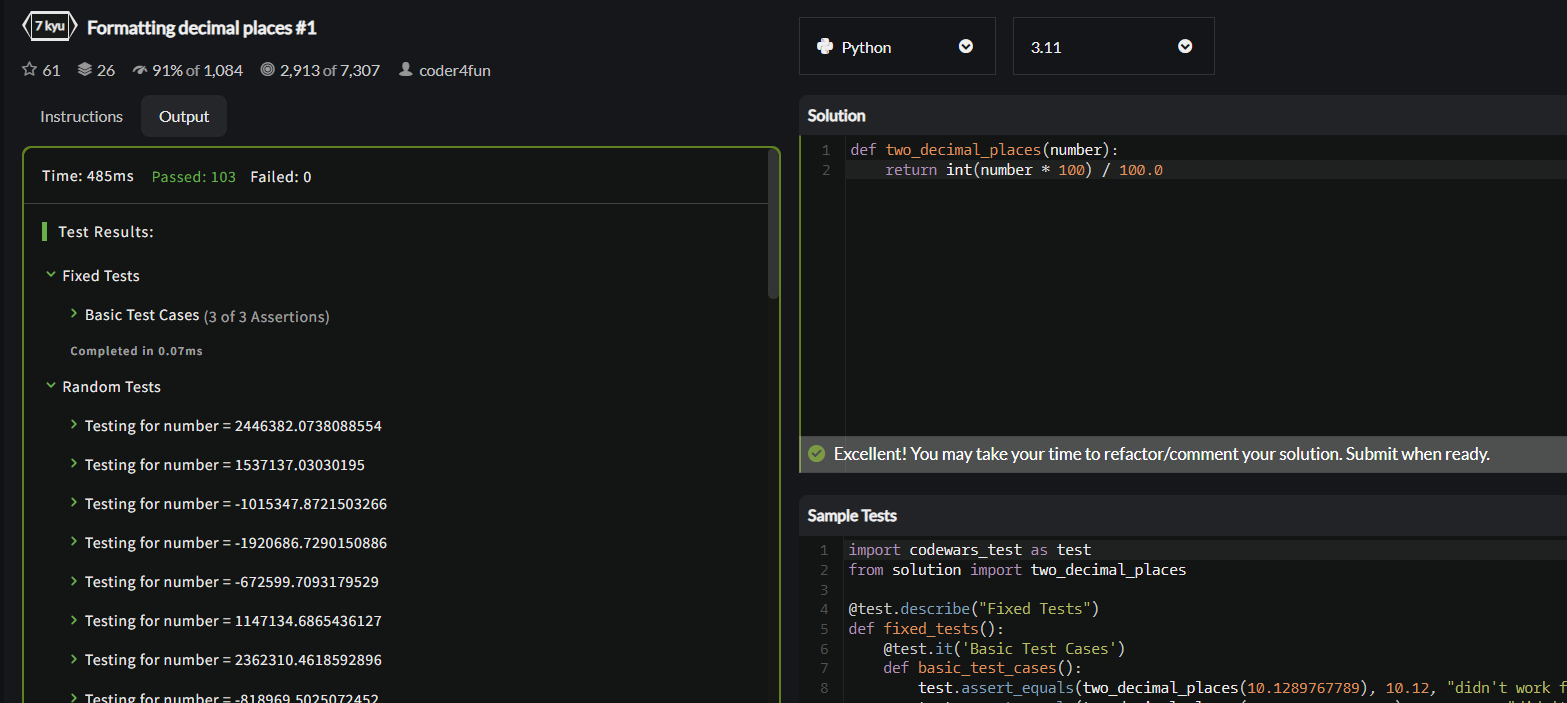 7 kyu Formatting decimal places #1
61 26 91% of 1,084 2,913 of 7,307 coder4fun
Instructions Output
Time: 485ms Passed: 103 Failed: 0
Test Results:
Fixed Tests
Basic Test Cases (3 of 3 Assertions)
Completed in 0.07ms
Random Tests
Testing for number = 2446382.0738088554
Testing for number = 1537137.03030195
Testing for number = -1015347.8721503266
Testing for number = -1920686.7290150886
Testing for number = -672599.7093179529
Testing for number = 1147134.6865436127
Testing for number = 2362310.4618592896
Testing for number = -818969.5025072452
Python 3.11
Solution
1 def two_decimal_places(number):
2 return int(number * 100) / 100.0
Excellent! You may take your time to refactor/comment your solution. Submit when ready.
Sample Tests
1 import codewars_test as test
2 from solution import two_decimal_places
3
4 @test.describe("Fixed Tests")
5 def fixed_tests():
6 @test.it('Basic Test Cases')
7 def basic_test_cases():
8 test.assert_equals(two_decimal_places(10.1289767789), 10.12, "didn't work f